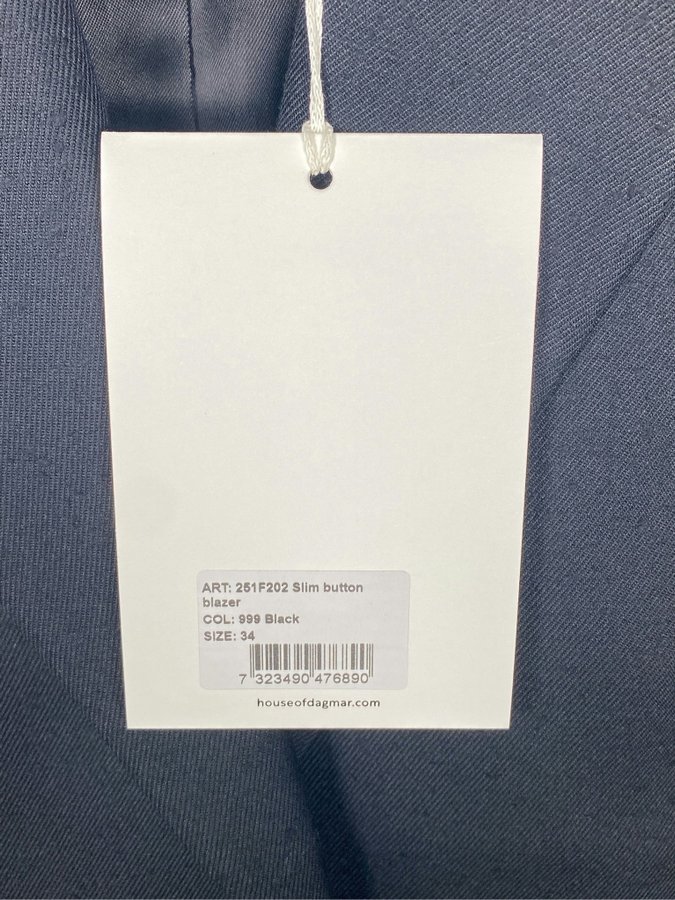 ART: 251F202 Slim button
blazer
COL: 999 Black
SIZE: 34
7 323490 476890
houseofdagmar.com